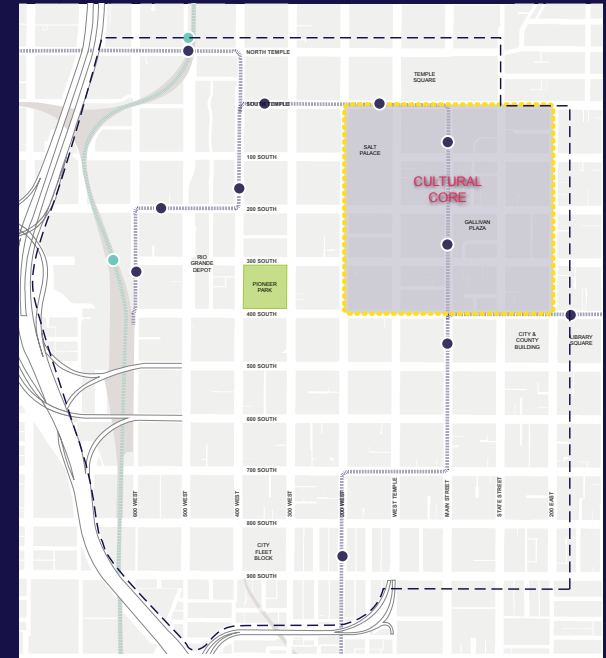 NORTH TEMPLE
TEMPLE
SQUARE
SOUTH TEMPLE
SALT
PALACE
100 SOUTH
CULTURAL
CORE
200 SOUTH
GALLIVAN
PLAZA
RIO
GRANDE
DEPOT
300 SOUTH
PIONEER
PARK
400 SOUTH
CITY &
COUNTY
BUILDING
LIBRARY
SQUARE
500 SOUTH
600 SOUTH
700 SOUTH
600 WEST
500 WEST
400 WEST
300 WEST
200 WEST
WEST TEMPLE
MAIN STREET
STATE STREET
200 EAST
800 SOUTH
CITY
FLEET
BLOCK
900 SOUTH